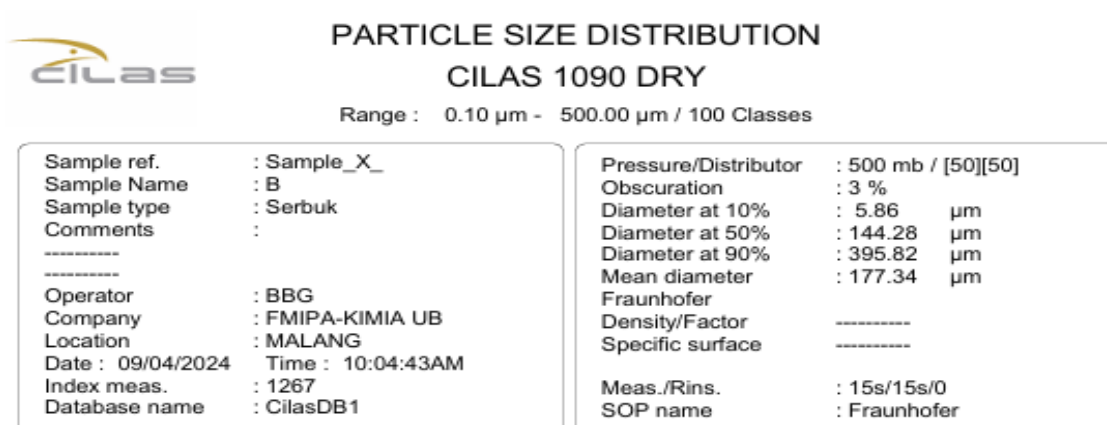 PARTICLE SIZE DISTRIBUTION
cilas
CILAS 1090 DRY
Range : 0.10 µm - 500.00 µm / 100 Classes
Sample ref. : Sample_X_
Sample Name : B
Sample type : Serbuk
Comments :
----------
----------
Operator : BBG
Company : FMIPA-KIMIA UB
Location : MALANG
Date : 09/04/2024 Time : 10:04:43AM
Index meas. : 1267
Database name : CilasDB1
Pressure/Distributor : 500 mb / [50][50]
Obscuration : 3 %
Diameter at 10% : 5.86 µm
Diameter at 50% : 144.28 µm
Diameter at 90% : 395.82 µm
Mean diameter : 177.34 µm
Fraunhofer
Density/Factor ----------
Specific surface ----------
Meas./Rins. : 15s/15s/0
SOP name : Fraunhofer